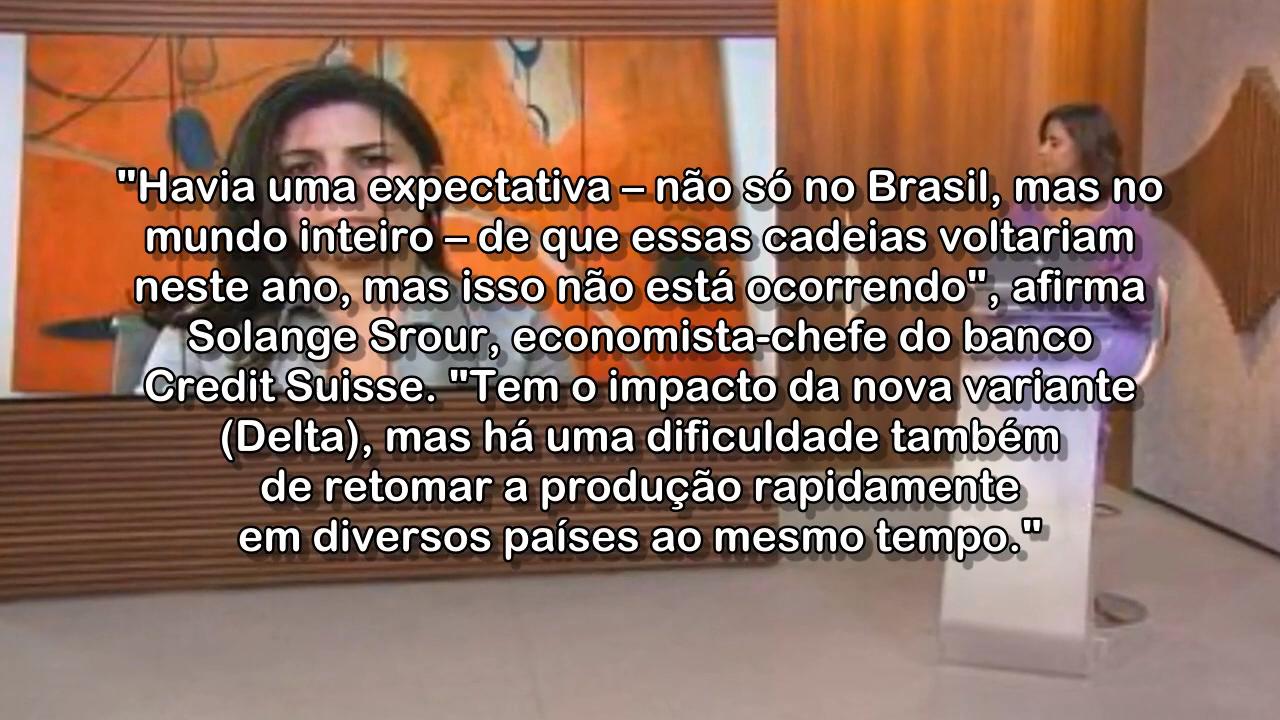 "Havia uma expectativa – não só no Brasil, mas no
mundo inteiro – de que essas cadeias voltariam
neste ano, mas isso não está ocorrendo", afirma
Solange Srour, economista-chefe do banco
Credit Suisse. "Tem o impacto da nova variante
(Delta), mas há uma dificuldade também
de retomar a produção rapidamente
em diversos países ao mesmo tempo."